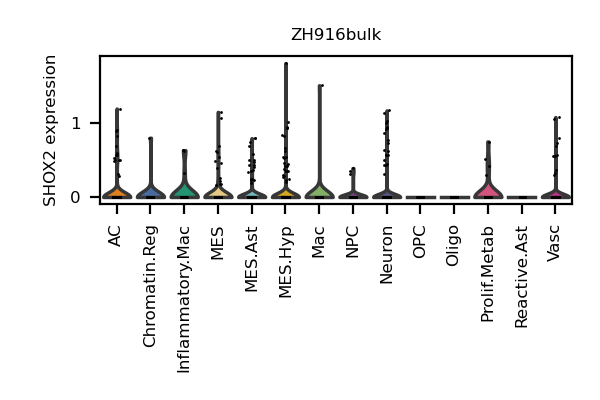 ZH916bulk
SHOX2 expression
1
0
AC
Chromatin.Reg
Inflammatory.Mac
MES
MES.Ast
MES.Hyp
Mac
NPC
Neuron
OPC
Oligo
Prolif.Metab
Reactive.Ast
Vasc